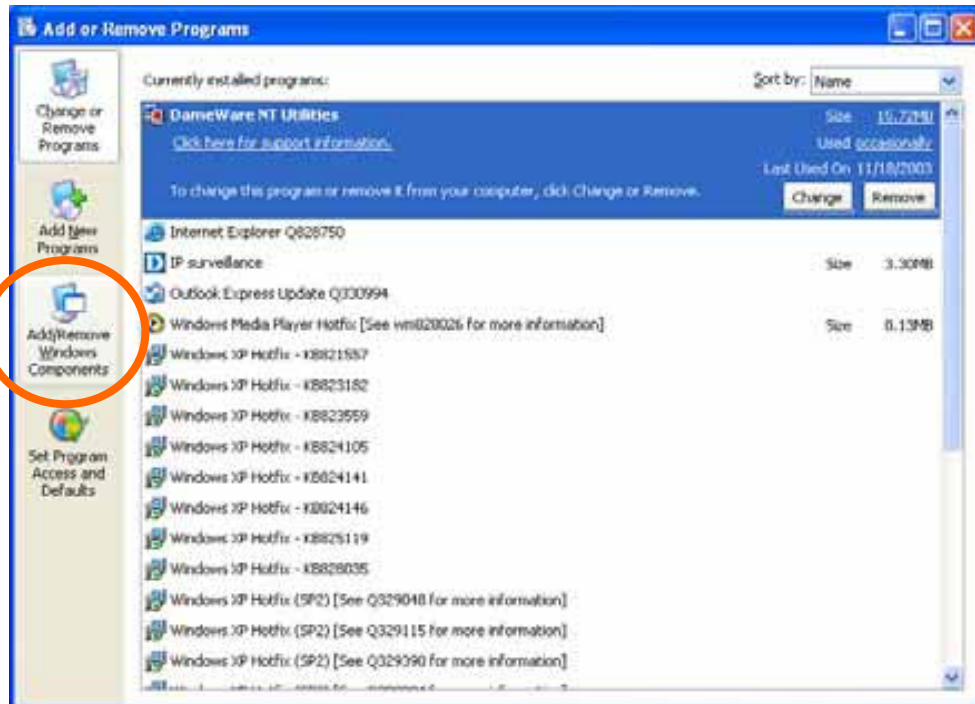 Add or Remove Programs
Change or
Remove
Programs
Add New
Programs
Add/Remove
Windows
Components
Set Program
Access and
Defaults
Currently installed programs:
Sort by: Name
DameWare NT Utilities
Size 15.72MB
Click here for support information.
Used occasionally
Last Used On 11/18/2003
To change this program or remove it from your computer, click Change or Remove.
Change Remove
Internet Explorer Q828750
IP surveillance
Size 3.30MB
Outlook Express Update Q330994
Windows Media Player Hotfix [See wm828026 for more information]
Size 0.13MB
Windows XP Hotfix - KB821557
Windows XP Hotfix - KB823182
Windows XP Hotfix - KB823559
Windows XP Hotfix - KB824105
Windows XP Hotfix - KB824141
Windows XP Hotfix - KB824146
Windows XP Hotfix - KB825119
Windows XP Hotfix - KB828035
Windows XP Hotfix (SP2) [See Q329048 for more information]
Windows XP Hotfix (SP2) [See Q329115 for more information]
Windows XP Hotfix (SP2) [See Q329390 for more information]